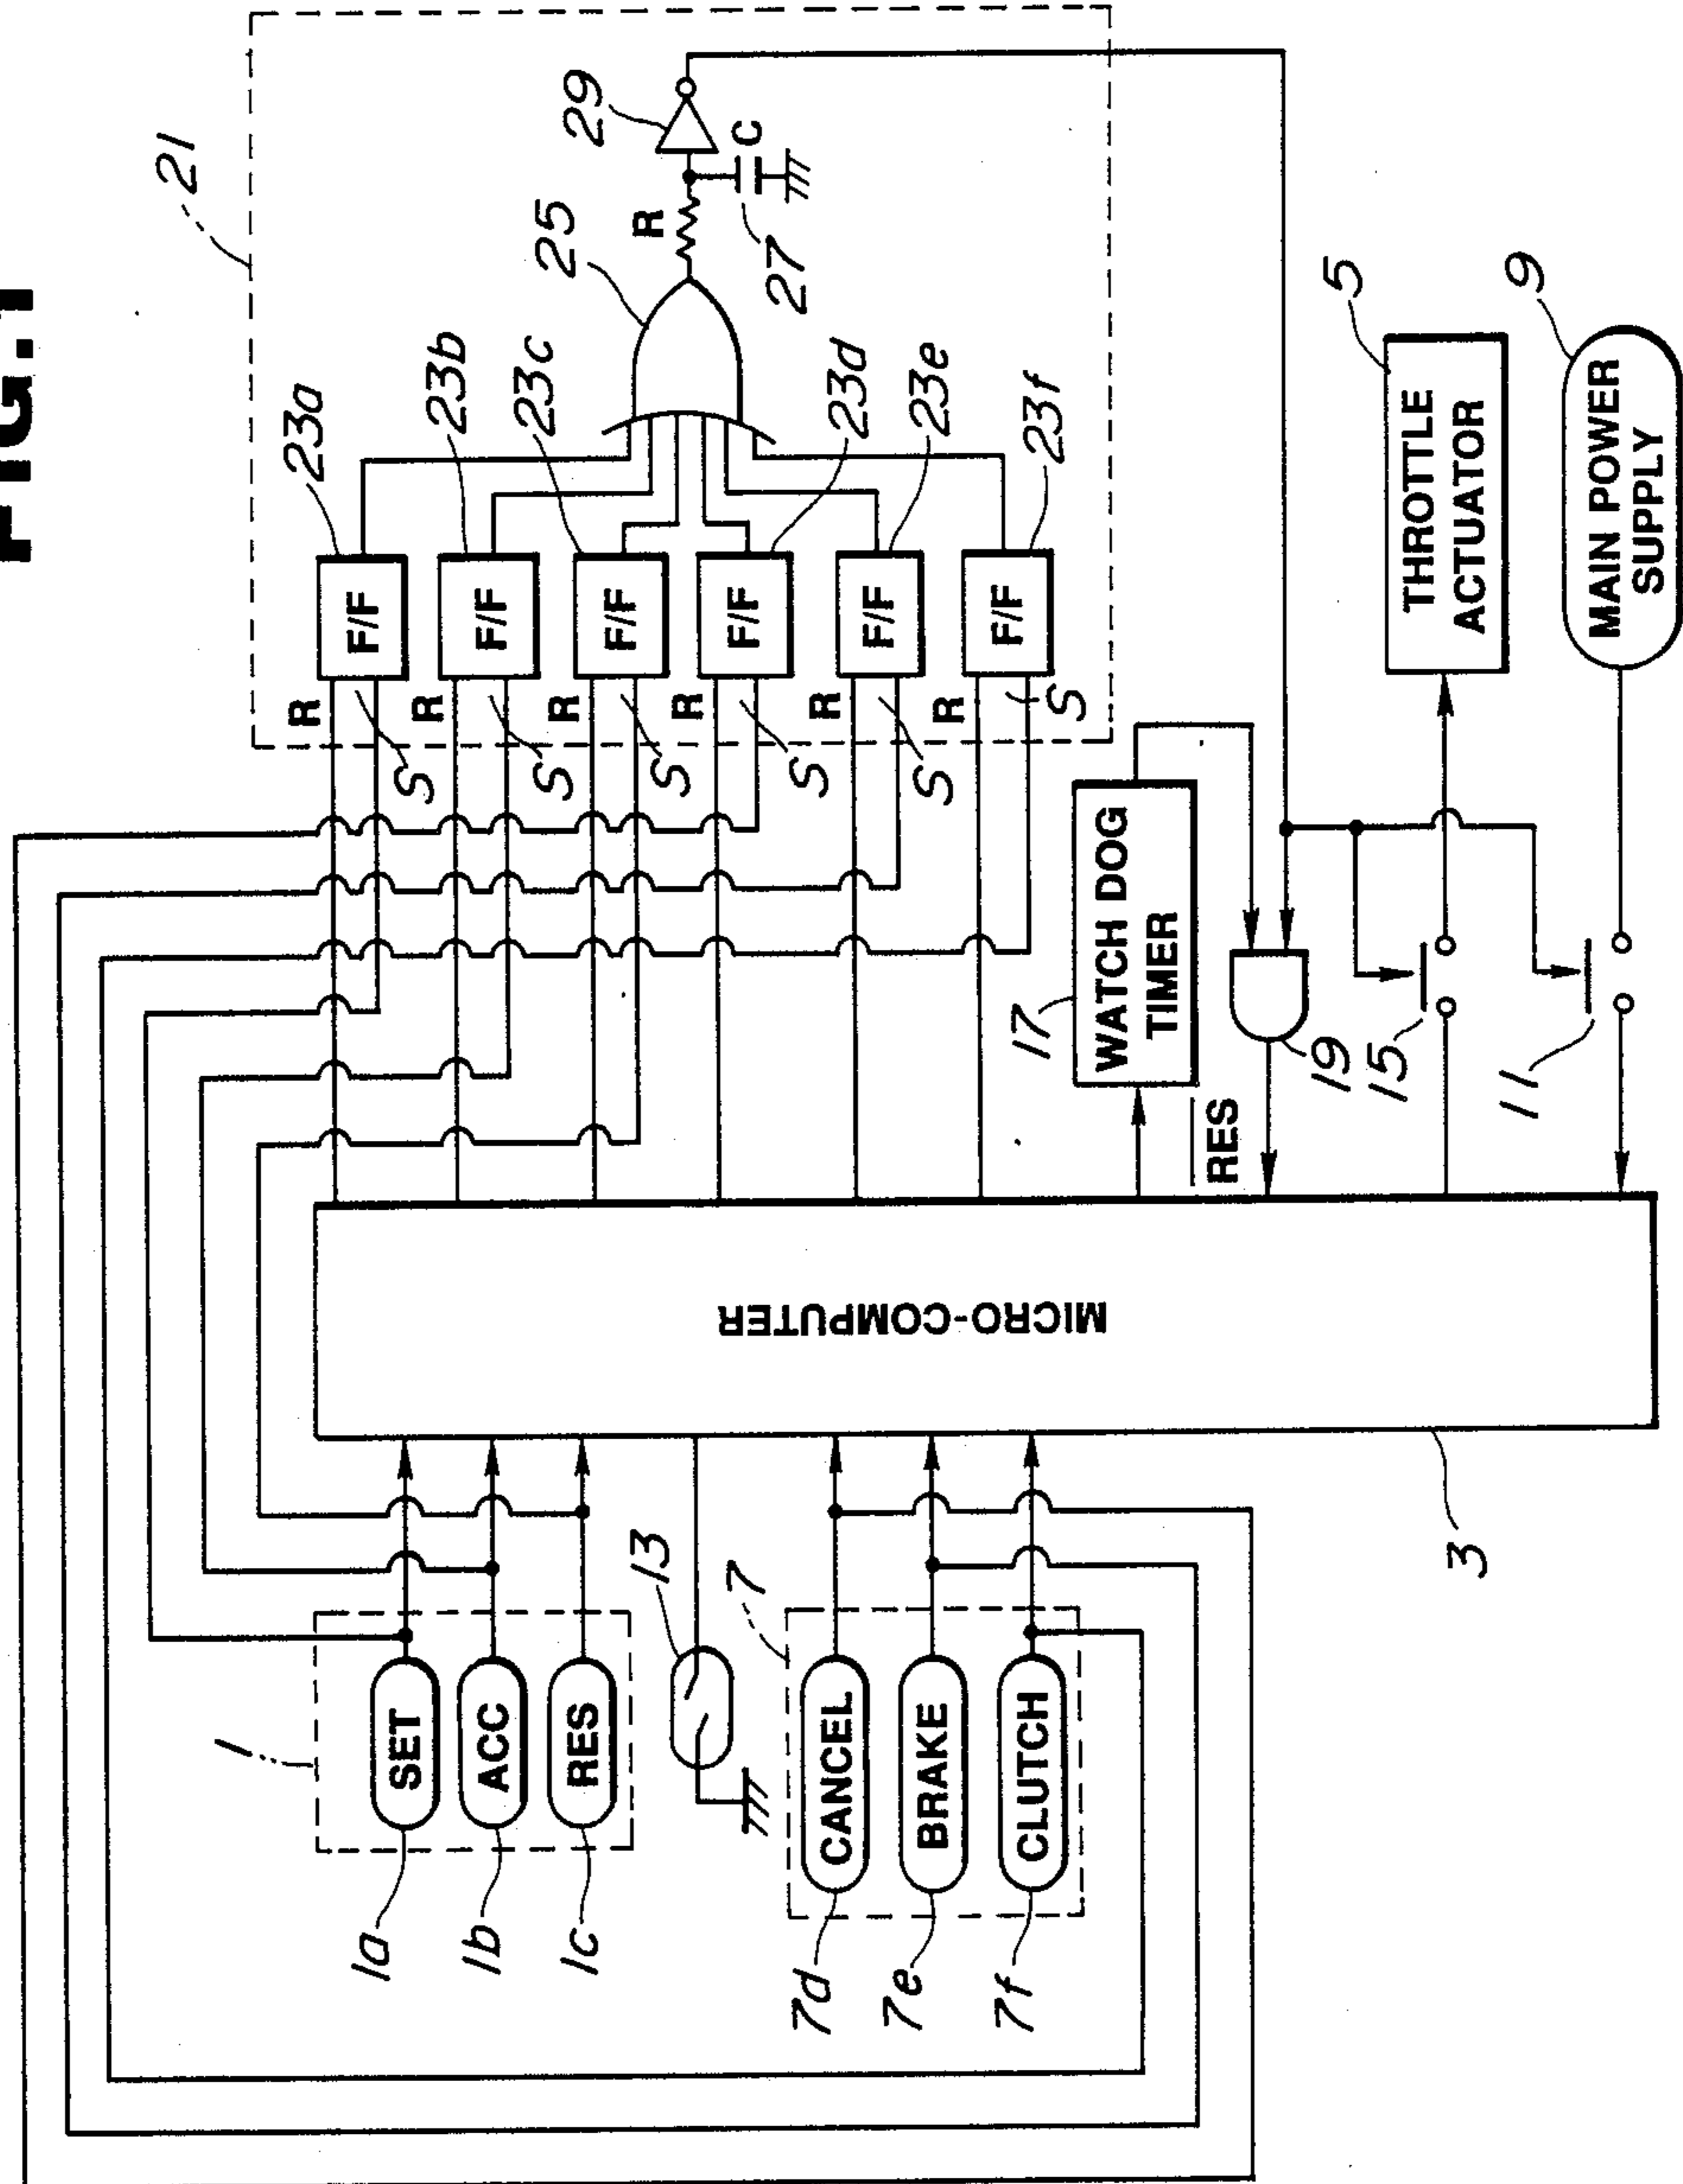 FIG.1
21
23a
23b
23c
23d
23e
23f
25
29
R
C
27
F/F
F/F
F/F
F/F
F/F
F/F
R
S
R
S
R
S
R
S
R
S
R
S
5
THROTTLE
ACTUATOR
9
MAIN POWER
SUPPLY
17
WATCH DOG
TIMER
RES
19
15
11
MICRO-COMPUTER
3
1
SET
ACC
RES
1a
1b
1c
13
7
CANCEL
BRAKE
CLUTCH
7d
7e
7f